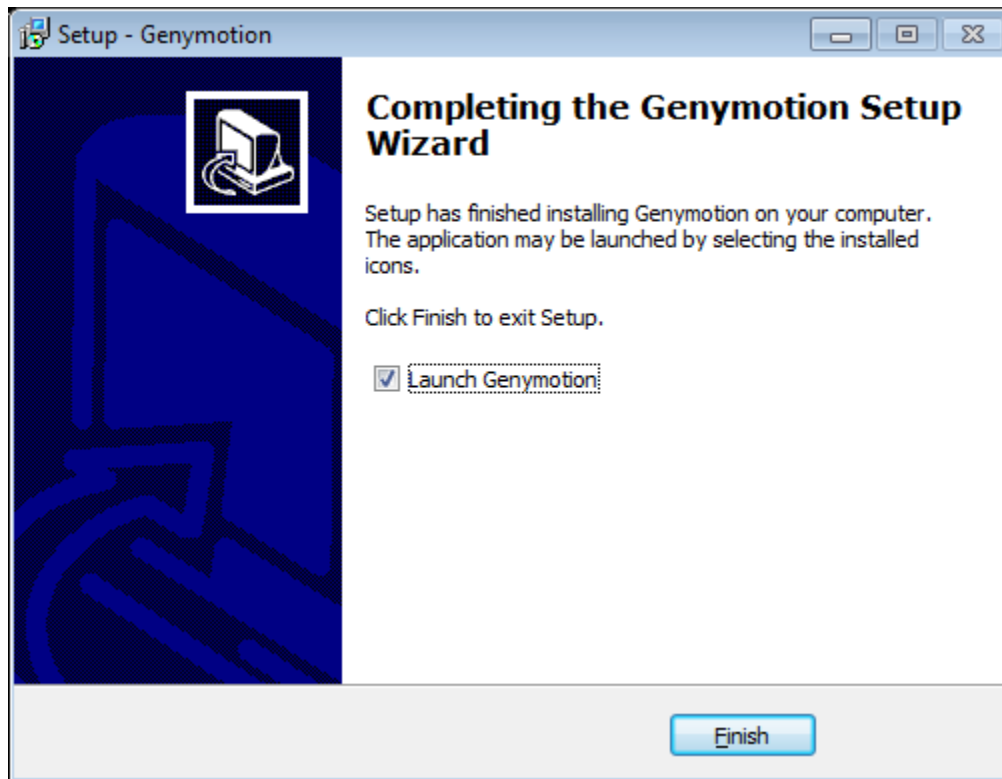 Setup - Genymotion
Completing the Genymotion Setup
Wizard
Setup has finished installing Genymotion on your computer.
The application may be launched by selecting the installed
icons.
Click Finish to exit Setup.
Launch Genymotion
Finish